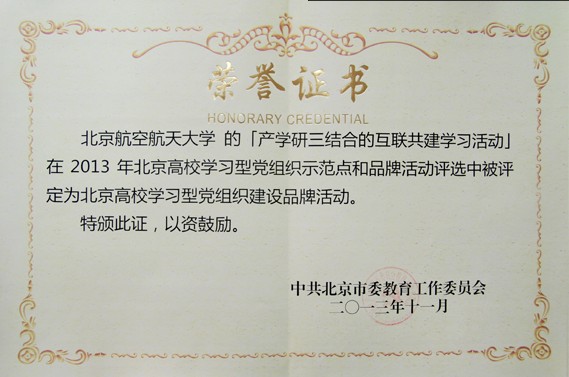 荣誉证书
HONORARY CREDENTIAL
北京航空航天大学 的「产学研三结合的互联共建学习活动」
在 2013 年北京高校学习型党组织示范点和品牌活动评选中被评
定为北京高校学习型党组织建设品牌活动。
特颁此证，以资鼓励。
中共北京市委教育工作委员会
二〇一三年十一月